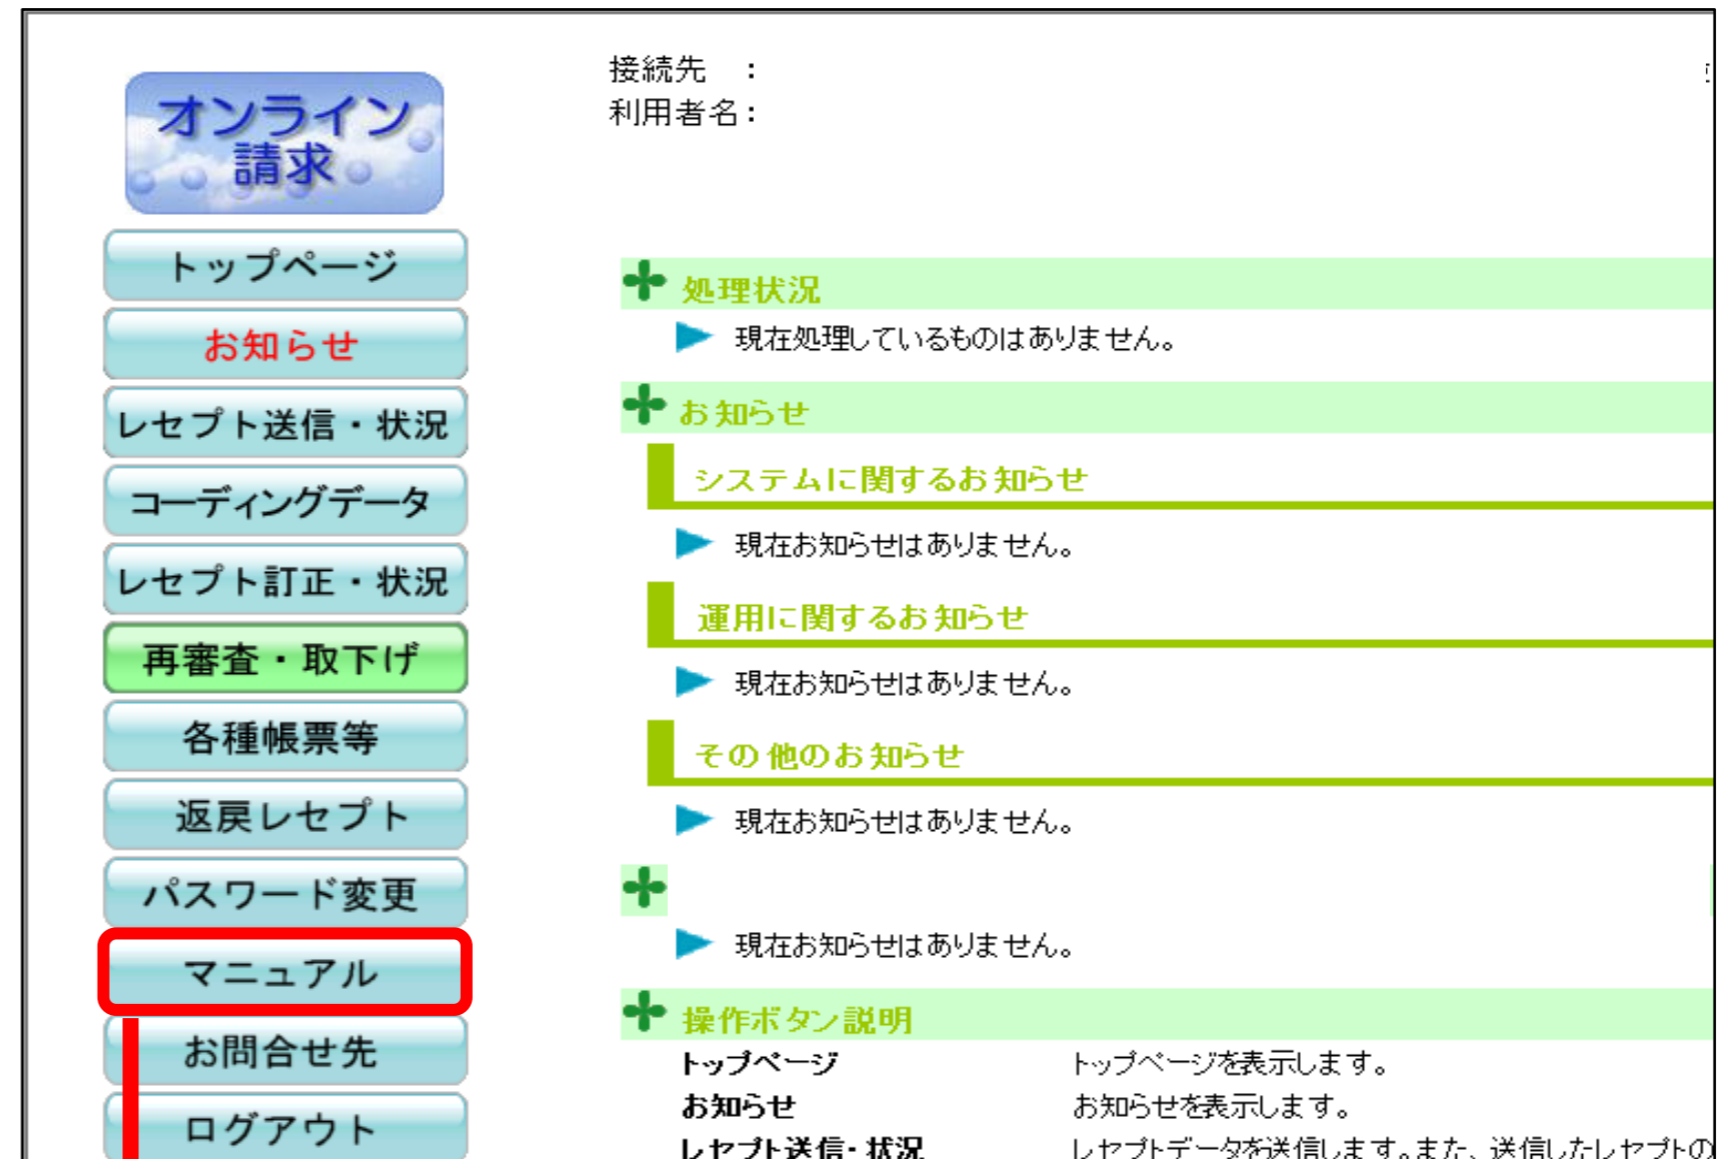 オンライン
請求
トップページ
お知らせ
レセプト送信・状況
コーディングデータ
レセプト訂正・状況
再審査・取下げ
各種帳票等
返戻レセプト
パスワード変更
マニュアル
お問合せ先
ログアウト
接続先 :
利用者名:
処理状況
現在処理しているものはありません。
お知らせ
システムに関するお知らせ
現在お知らせはありません。
運用に関するお知らせ
現在お知らせはありません。
その他のお知らせ
現在お知らせはありません。
現在お知らせはありません。
操作ボタン説明
トップページ トップページを表示します。
お知らせ お知らせを表示します。
レセプト送信・状況 レセプトデータを送信します。また、送信したレセプトの